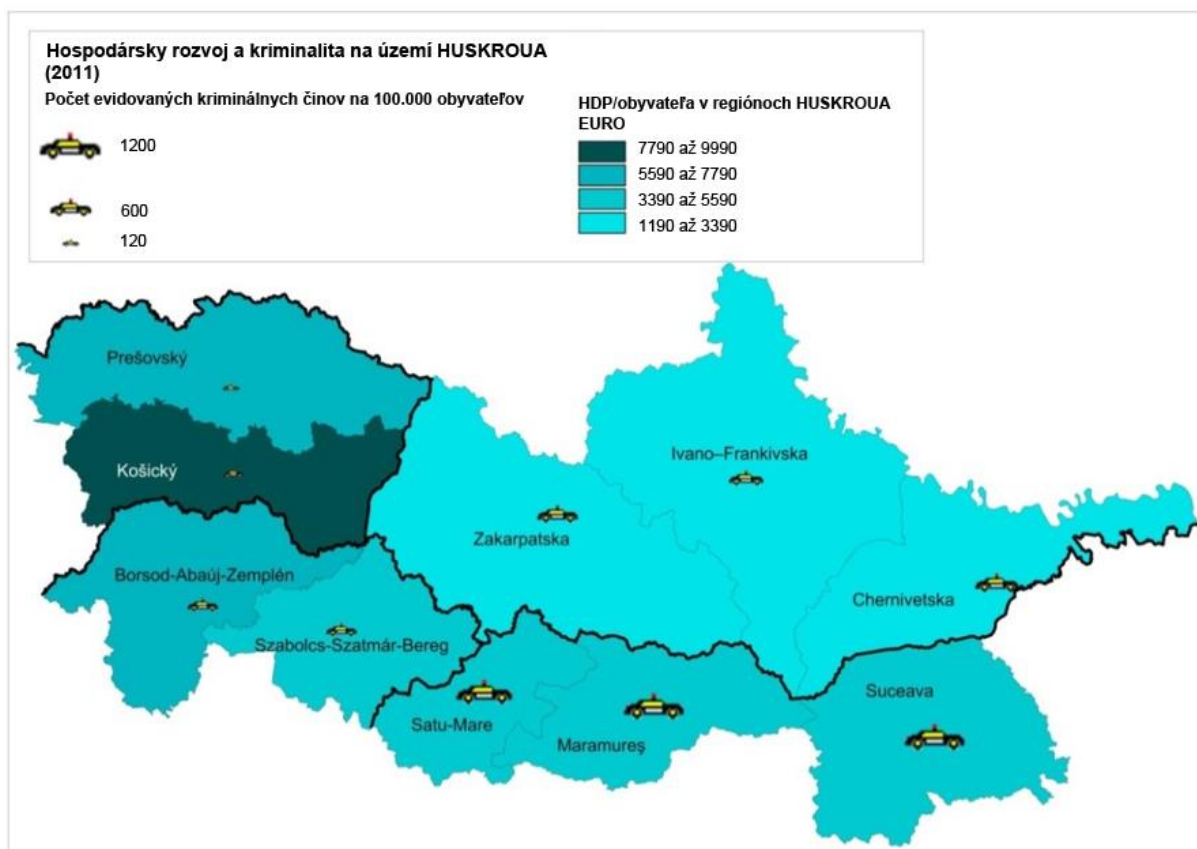 Hospodársky rozvoj a kriminalita na území HUSKROUA
(2011)
Počet evidovaných kriminálnych činov na 100.000 obyvateľov
1200
600
120
HDP/obyvateľa v regiónoch HUSKROUA
EURO
7790 až 9990
5590 až 7790
3390 až 5590
1190 až 3390
Prešovský
Košický
Ivano–Frankivska
Zakarpatska
Borsod-Abaúj-Zemplén
Chernivetska
Szabolcs-Szatmár-Bereg
Suceava
Satu-Mare
Maramureş